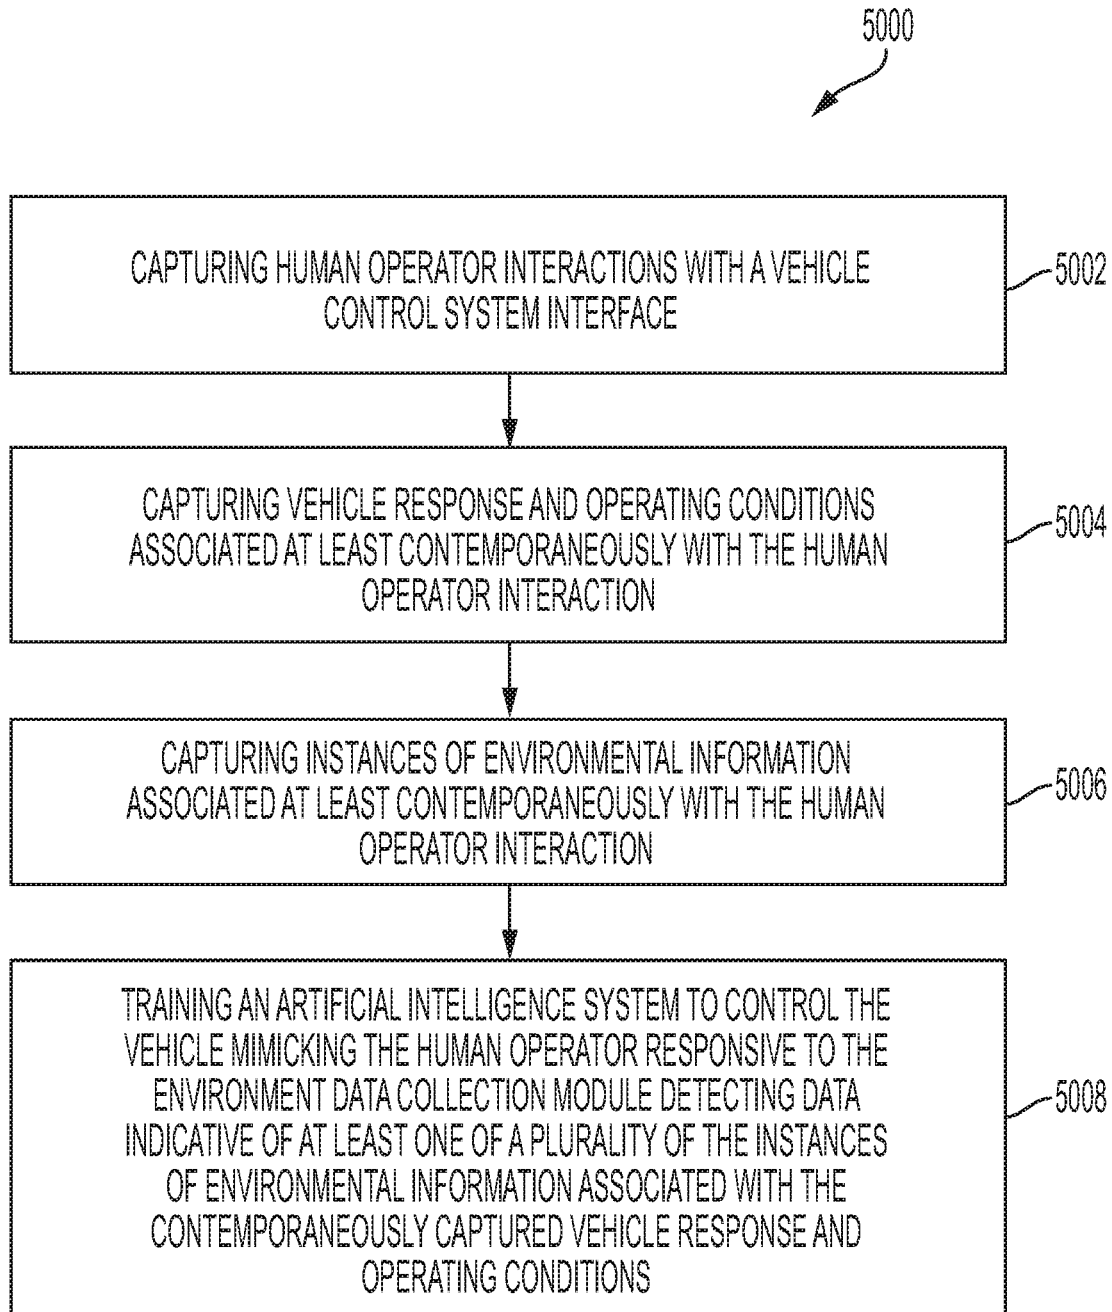 5000
CAPTURING HUMAN OPERATOR INTERACTIONS WITH A VEHICLE
CONTROL SYSTEM INTERFACE
5002
CAPTURING VEHICLE RESPONSE AND OPERATING CONDITIONS
ASSOCIATED AT LEAST CONTEMPORANEOUSLY WITH THE HUMAN
OPERATOR INTERACTION
5004
CAPTURING INSTANCES OF ENVIRONMENTAL INFORMATION
ASSOCIATED AT LEAST CONTEMPORANEOUSLY WITH THE HUMAN
OPERATOR INTERACTION
5006
TRAINING AN ARTIFICIAL INTELLIGENCE SYSTEM TO CONTROL THE
VEHICLE MIMICKING THE HUMAN OPERATOR RESPONSIVE TO THE
ENVIRONMENT DATA COLLECTION MODULE DETECTING DATA
INDICATIVE OF AT LEAST ONE OF A PLURALITY OF THE INSTANCES
OF ENVIRONMENTAL INFORMATION ASSOCIATED WITH THE
CONTEMPORANEOUSLY CAPTURED VEHICLE RESPONSE AND
OPERATING CONDITIONS
5008